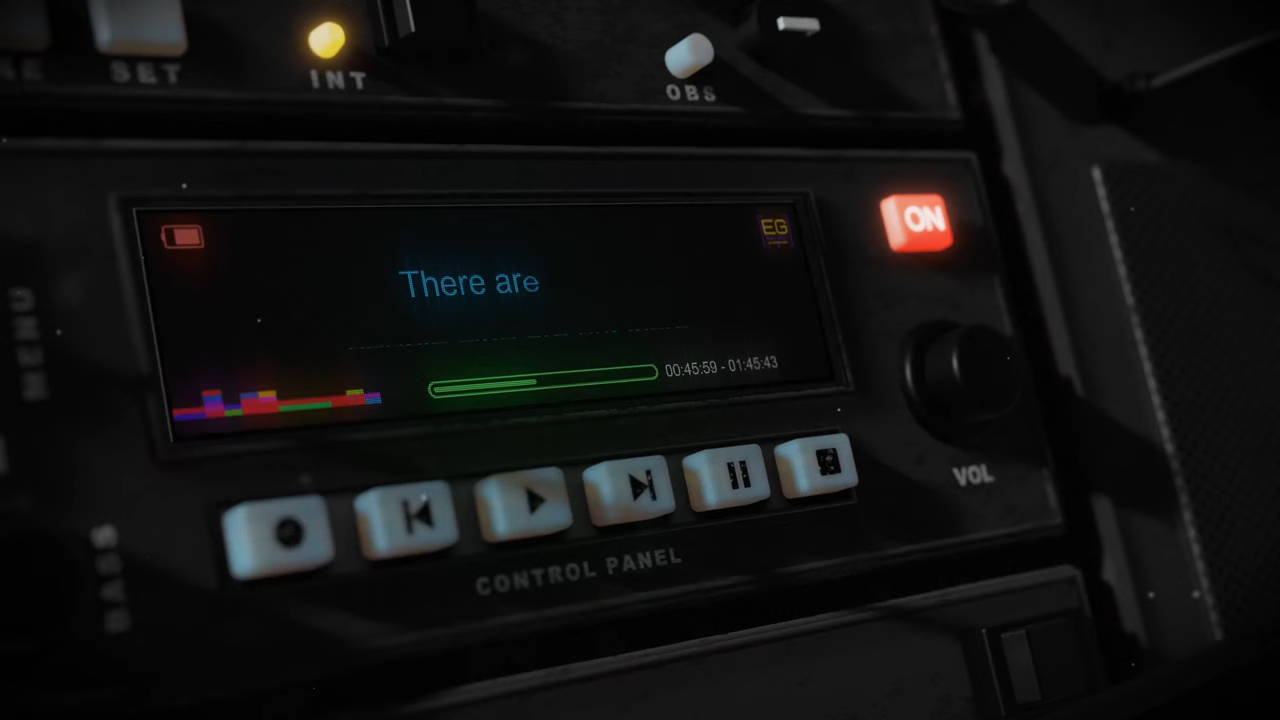 SET
INT
OBS
ON
EG
There are
00:45:59 - 01:45:43
MENU
VOL
BASS
CONTROL PANEL